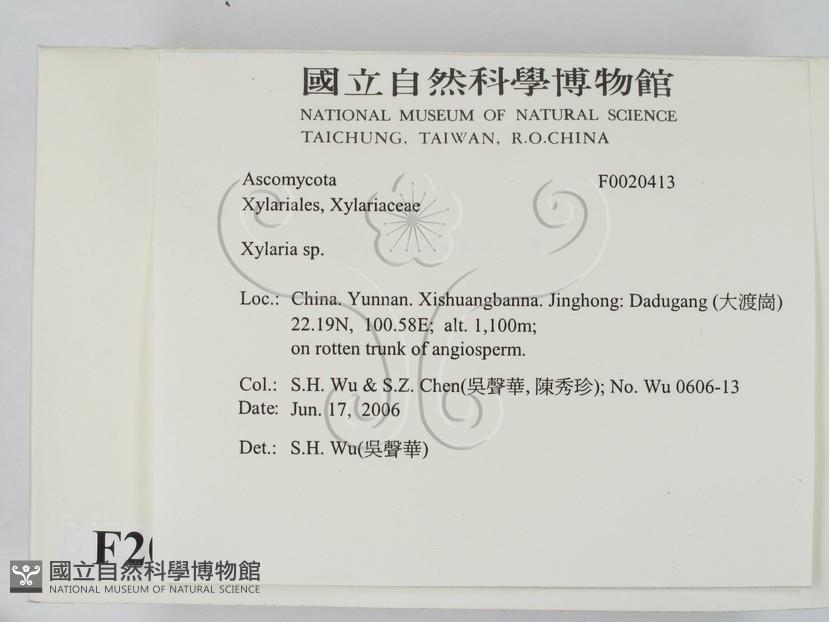 國立自然科學博物館
NATIONAL MUSEUM OF NATURAL SCIENCE
TAICHUNG, TAIWAN, R.O.CHINA
Ascomycota F0020413
Xylariales, Xylariaceae
Xylaria sp.
Loc.: China. Yunnan. Xishuangbanna. Jinghong: Dadugang (大渡崗)
22.19N, 100.58E; alt. 1,100m;
on rotten trunk of angiosperm.
Col.: S.H. Wu & S.Z. Chen(吳聲華, 陳秀珍); No. Wu 0606-13
Date: Jun. 17, 2006
Det.: S.H. Wu(吳聲華)
F20
國立自然科學博物館
NATIONAL MUSEUM OF NATURAL SCIENCE